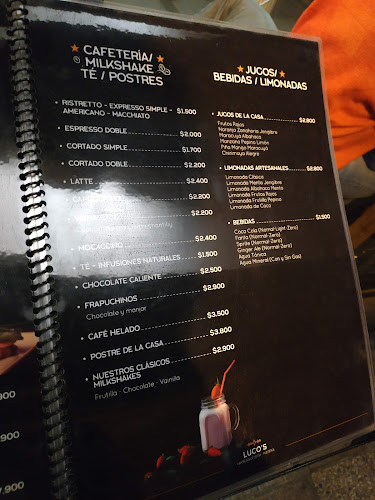 CAFETERÍA/
MILKSHAKE
TÉ / POSTRES
RISTRETTO - EXPRESSO SIMPLE - $1.500
AMERICANO - MACCHIATO
ESPRESSO DOBLE $2.000
CORTADO SIMPLE $1.700
CORTADO DOBLE $2.200
LATTE $2.400
$2.200
$2.200
MOCACCINO $2.400
TÉ - INFUSIONES NATURALES $1.500
CHOCOLATE CALIENTE $2.500
FRAPUCHINOS $2.900
Chocolate y manjar
CAFÉ HELADO $3.500
POSTRE DE LA CASA $3.800
NUESTROS CLÁSICOS $2.900
MILKSHAKES
Frutilla - Chocolate - Vainilla
JUGOS/
BEBIDAS / LIMONADAS
JUGOS DE LA CASA $2.800
Frutos Rojos
Naranja Zanahoria Jengibre
Maracuyá Albahaca
Manzana Pepino Limón
Piña Mango Maracuyá
Chirimoya Alegre
LIMONADAS ARTESANALES $2.800
Limonada Clásica
Limonada Menta Jengibre
Limonada Albahaca Menta
Limonada Frutos Rojos
Limonada Frutilla Pepino
Limonada de Coco
BEBIDAS $1.900
Coca Cola (Normal-Light-Zero)
Fanta (Normal-Zero)
Sprite (Normal-Zero)
Ginger Ale (Normal-Zero)
Agua Tónica
Agua Mineral (Con y Sin Gas)
LUCO'S